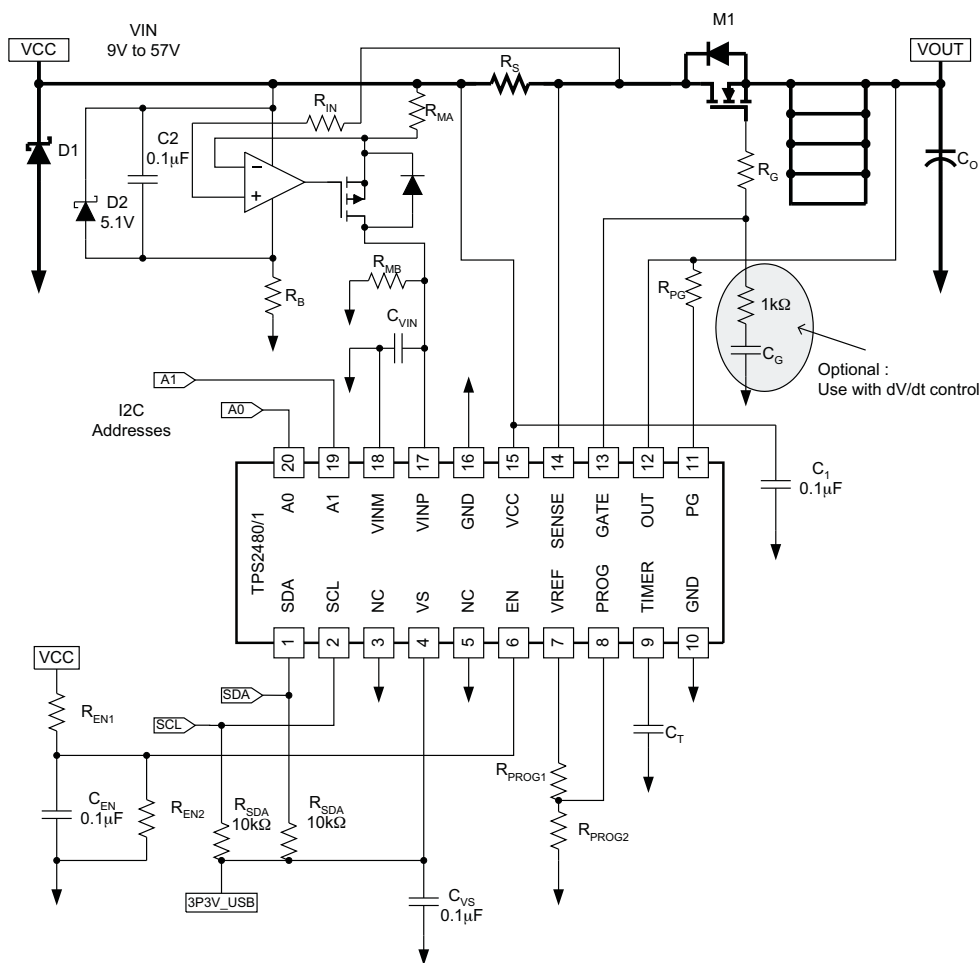 VIN
9V to 57V
M1
VCC
VOUT
RS
RIN
RMA
D1
C2
0.1µF
D2
5.1V
RG
CO
RMB
RB
RPG
1kΩ
CVIN
CG
Optional :
Use with dV/dt control
A1
A0
I2C
Addresses
20
19
18
17
16
15
14
13
12
11
C1
0.1µF
A0
A1
VINM
VINP
GND
VCC
SENSE
GATE
OUT
PG
TPS2480/1
SDA
SCL
NC
VS
NC
EN
VREF
PROG
TIMER
GND
1
2
3
4
5
6
7
8
9
10
VCC
SDA
REN1
SCL
CT
RPROG1
CEN
0.1µF
REN2
RSDA
10kΩ
RSDA
10kΩ
RPROG2
3P3V_USB
CVS
0.1µF